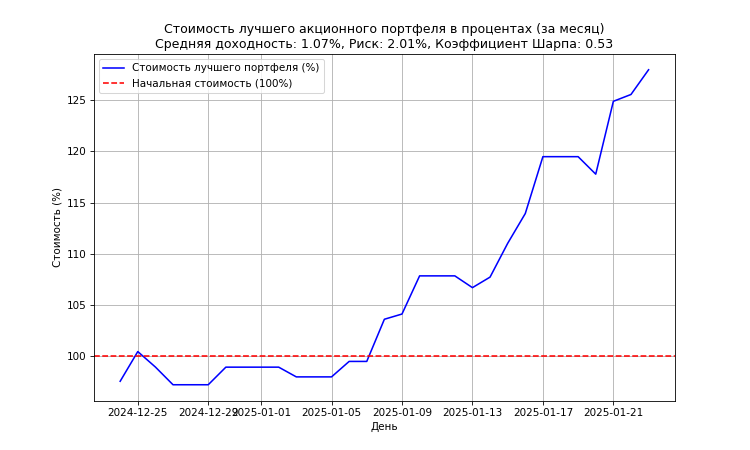 Стоимость лучшего акционного портфеля в процентах (за месяц)
Средняя доходность: 1.07%, Риск: 2.01%, Коэффициент Шарпа: 0.53
Стоимость лучшего портфеля (%)
Начальная стоимость (100%)
Стоимость (%)
125
120
115
110
105
100
2024-12-25 2024-12-29 2025-01-01 2025-01-05 2025-01-09 2025-01-13 2025-01-17 2025-01-21
День